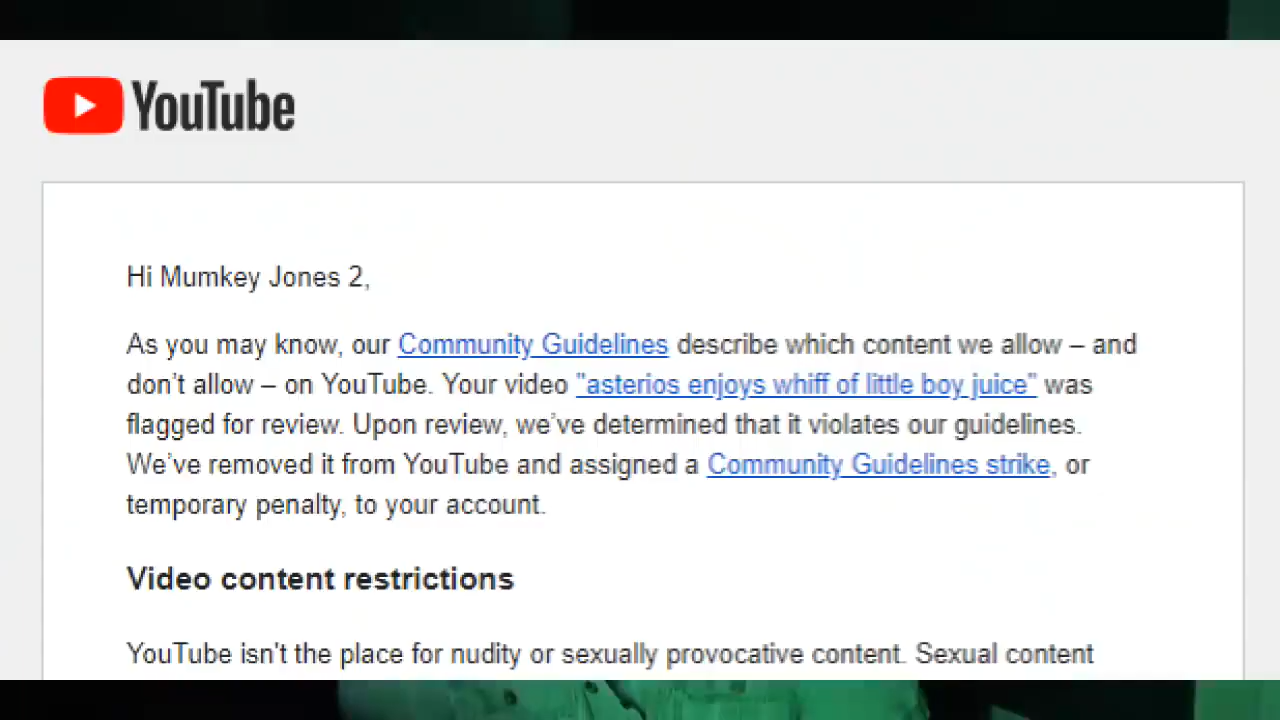 YouTube
Hi Mumkey Jones 2,
As you may know, our Community Guidelines describe which content we allow – and
don't allow – on YouTube. Your video "asterios enjoys whiff of little boy juice" was
flagged for review. Upon review, we've determined that it violates our guidelines.
We've removed it from YouTube and assigned a Community Guidelines strike, or
temporary penalty, to your account.
Video content restrictions
YouTube isn't the place for nudity or sexually provocative content. Sexual content